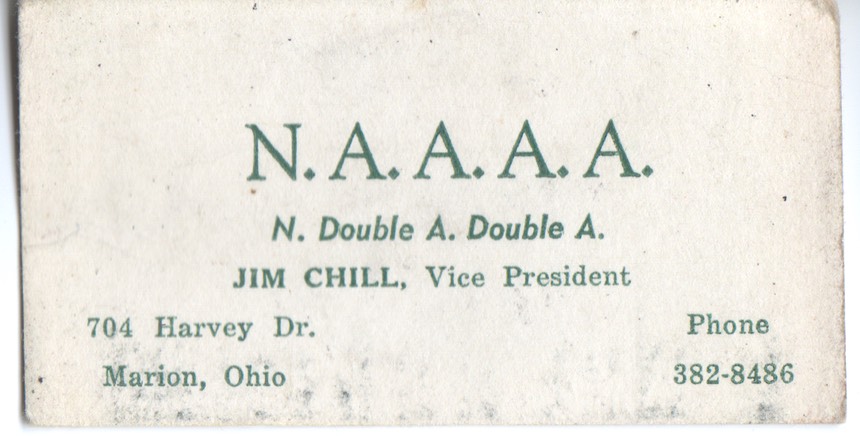 N. A. A. A. A.
N. Double A. Double A.
JIM CHILL, Vice President
704 Harvey Dr.
Phone
Marion, Ohio
382-8486